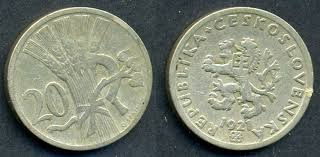 20
REPUBLIKA · ČESKOSLOVENSKÁ